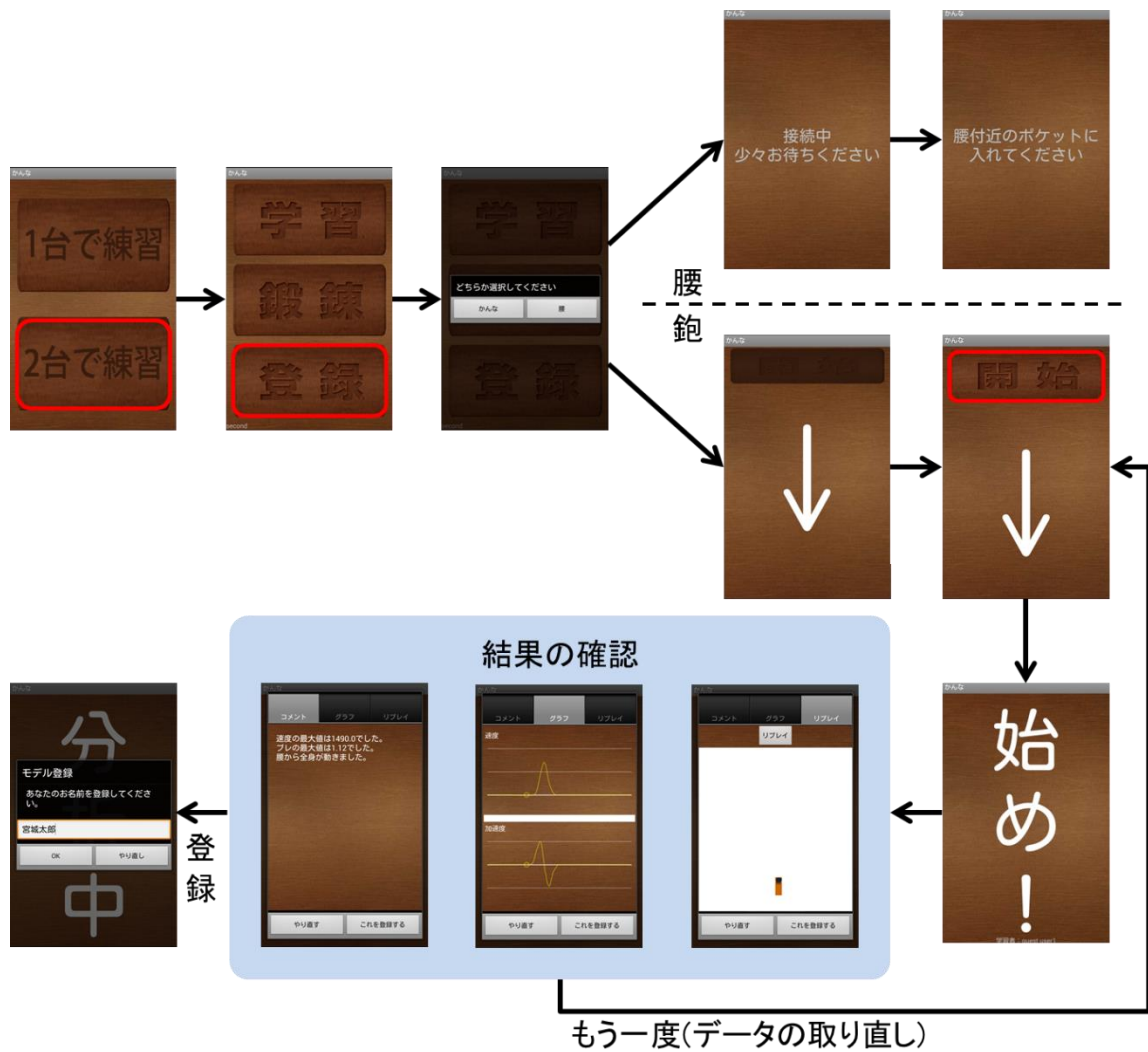 かんな
1台で練習
2台で練習
かんな
学習
鍛錬
登録
second
かんな
学習
どちらか選択してください
かんな
腰
登録
かんな
接続中
少々お待ちください
かんな
腰付近のポケットに
入れてください
腰
鉋
かんな
開始
かんな
開始
かんな
始
め
!
学習者:guest user1
結果の確認
かんな
コメント
グラフ
リプレイ
速度の最大値は1490.0でした。
ブレの最大値は1.12でした。
腰から全身が動きました。
やり直す
これを登録する
かんな
コメント
グラフ
リプレイ
速度
加速度
やり直す
これを登録する
かんな
コメント
グラフ
リプレイ
リプレイ
やり直す
これを登録する
登
録
かんな
分
モデル登録
あなたのお名前を登録してくださ
い。
宮城太郎
OK
やり直し
中
もう一度(データの取り直し)